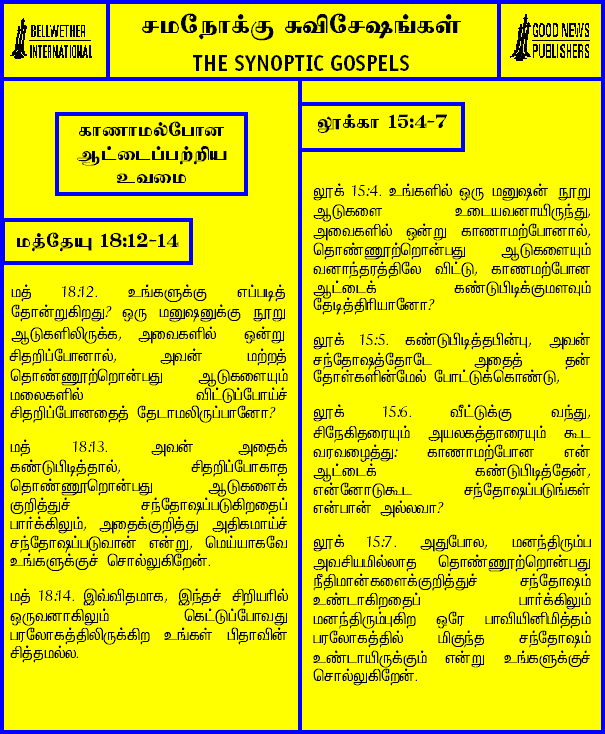 BELLWETHER
INTERNATIONAL
சமநோக்கு சுவிசேஷங்கள்
THE SYNOPTIC GOSPELS
GOOD NEWS
PUBLISHERS
காணாமல்போன
ஆட்டைப்பற்றிய
உவமை
மத்தேயு 18:12-14
மத் 18:12. உங்களுக்கு எப்படித்
தோன்றுகிறது? ஒரு மனுஷனுக்கு நூறு
ஆடுகளிலிருக்க, அவைகளில் ஒன்று
சிதறிப்போனால், அவன் மற்றத்
தொண்ணூற்றொன்பது ஆடுகளையும்
மலைகளில் விட்டுப்போய்ச்
சிதறிப்போனதைத் தேடாமலிருப்பானோ?
மத் 18:13. அவன் அதைக்
கண்டுபிடித்தால், சிதறிப்போகாத
தொண்ணூறொன்பது ஆடுகளைக்
குறித்துச் சந்தோஷப்படுகிறதைப்
பார்க்கிலும், அதைக்குறித்து அதிகமாய்ச்
சந்தோஷப்படுவான் என்று, மெய்யாகவே
உங்களுக்குச் சொல்லுகிறேன்.
மத் 18:14. இவ்விதமாக, இந்தச் சிறியரில்
ஒருவனாகிலும் கெட்டுப்போவது
பரலோகத்திலிருக்கிற உங்கள் பிதாவின்
சித்தமல்ல.
லூக்கா 15:4-7
லூக் 15:4. உங்களில் ஒரு மனுஷன் நூறு
ஆடுகளை உடையவனாயிருந்து,
அவைகளில் ஒன்று காணாமற்போனால்,
தொண்ணூற்றொன்பது ஆடுகளையும்
வனாந்தரத்திலே விட்டு, காணமற்போன
ஆட்டைக் கண்டுபிடிக்குமளவும்
தேடித்திரியானோ?
லூக் 15:5. கண்டுபிடித்தபின்பு, அவன்
சந்தோஷத்தோடே அதைத் தன்
தோள்களின்மேல் போட்டுக்கொண்டு,
லூக் 15:6. வீட்டுக்கு வந்து,
சிநேகிதரையும் அயலகத்தாரையும் கூட
வரவழைத்து: காணாமற்போன என்
ஆட்டைக் கண்டுபிடித்தேன்,
என்னோடுகூட சந்தோஷப்படுங்கள்
என்பான் அல்லவா?
லூக் 15:7. அதுபோல, மனந்திரும்ப
அவசியமில்லாத தொண்ணூற்றொன்பது
நீதிமான்களைக்குறித்துச் சந்தோஷம்
உண்டாகிறதைப் பார்க்கிலும்
மனந்திரும்புகிற ஒரே பாவியினிமித்தம்
பரலோகத்தில் மிகுந்த சந்தோஷம்
உண்டாயிருக்கும் என்று உங்களுக்குச்
சொல்லுகிறேன்.